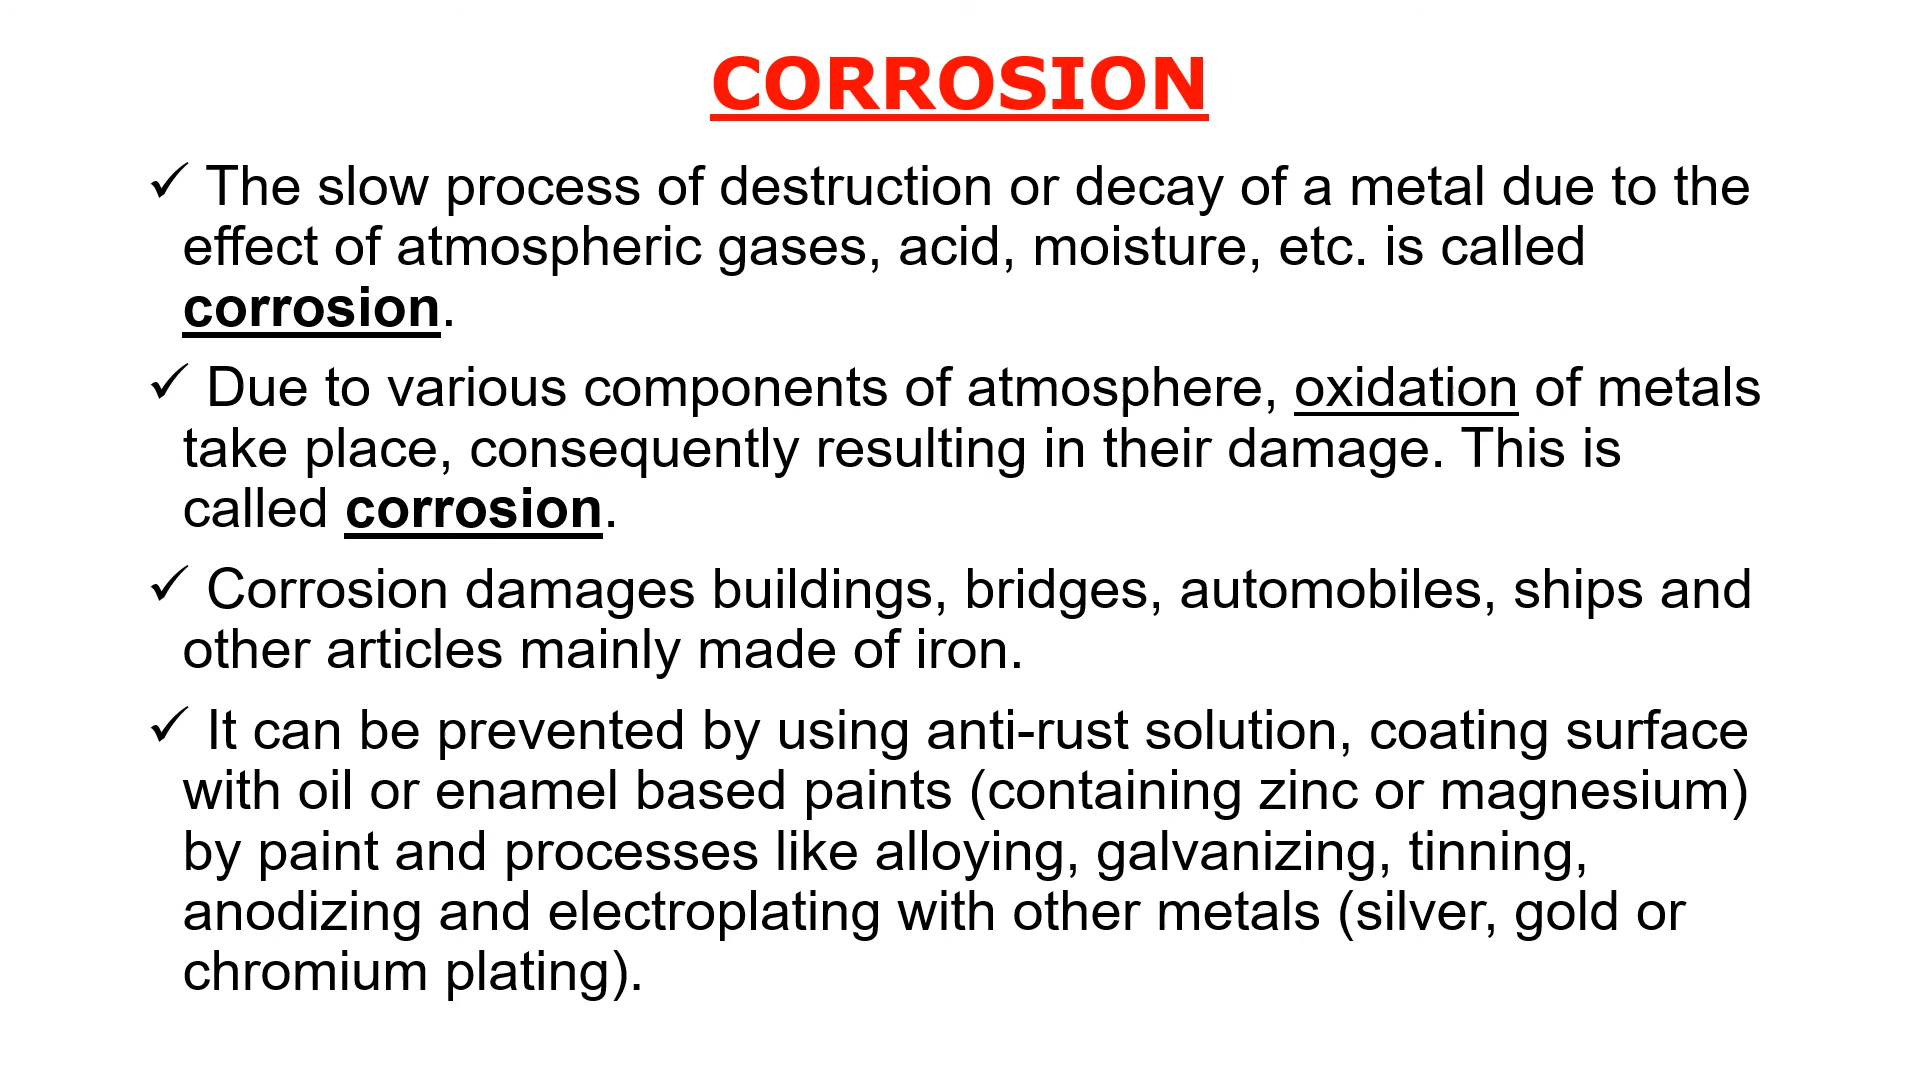 CORROSION
✓ The slow process of destruction or decay of a metal due to the
effect of atmospheric gases, acid, moisture, etc. is called
corrosion.
✓ Due to various components of atmosphere, oxidation of metals
take place, consequently resulting in their damage. This is
called corrosion.
✓ Corrosion damages buildings, bridges, automobiles, ships and
other articles mainly made of iron.
✓ It can be prevented by using anti-rust solution, coating surface
with oil or enamel based paints (containing zinc or magnesium)
by paint and processes like alloying, galvanizing, tinning,
anodizing and electroplating with other metals (silver, gold or
chromium plating).